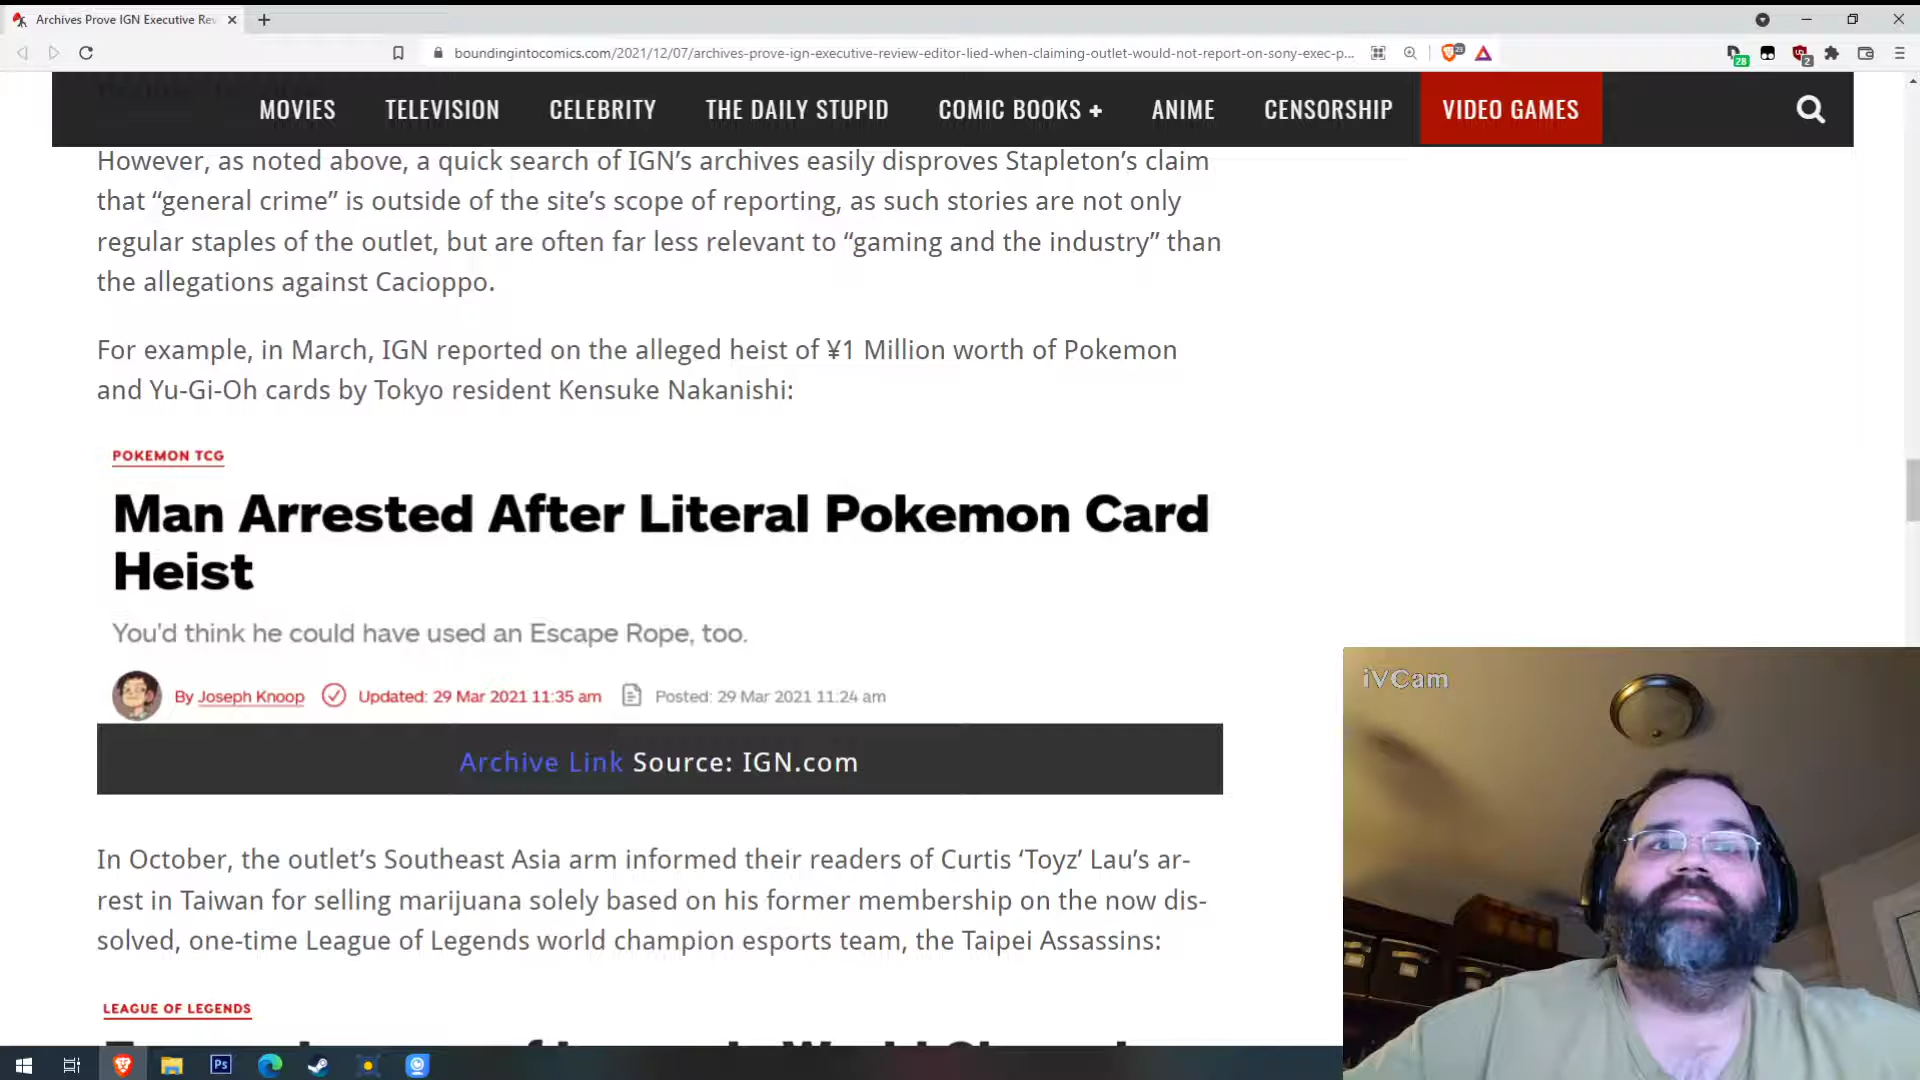 Archives Prove IGN Executive Rev
boundingintocomics.com/2021/12/07/archives-prove-ign-executive-review-editor-lied-when-claiming-outlet-would-not-report-on-sony-exec-p...
23
28
2
MOVIES TELEVISION CELEBRITY THE DAILY STUPID COMIC BOOKS + ANIME CENSORSHIP VIDEO GAMES
However, as noted above, a quick search of IGN’s archives easily disproves Stapleton’s claim
that “general crime” is outside of the site’s scope of reporting, as such stories are not only
regular staples of the outlet, but are often far less relevant to “gaming and the industry” than
the allegations against Cacioppo.
For example, in March, IGN reported on the alleged heist of ¥1 Million worth of Pokemon
and Yu-Gi-Oh cards by Tokyo resident Kensuke Nakanishi:
POKEMON TCG
Man Arrested After Literal Pokemon Card
Heist
You'd think he could have used an Escape Rope, too.
By Joseph Knoop Updated: 29 Mar 2021 11:35 am Posted: 29 Mar 2021 11:24 am
Archive Link Source: IGN.com
iVCam
In October, the outlet’s Southeast Asia arm informed their readers of Curtis ‘Toyz’ Lau’s ar-
rest in Taiwan for selling marijuana solely based on his former membership on the now dis-
solved, one-time League of Legends world champion esports team, the Taipei Assassins:
LEAGUE OF LEGENDS
Ps